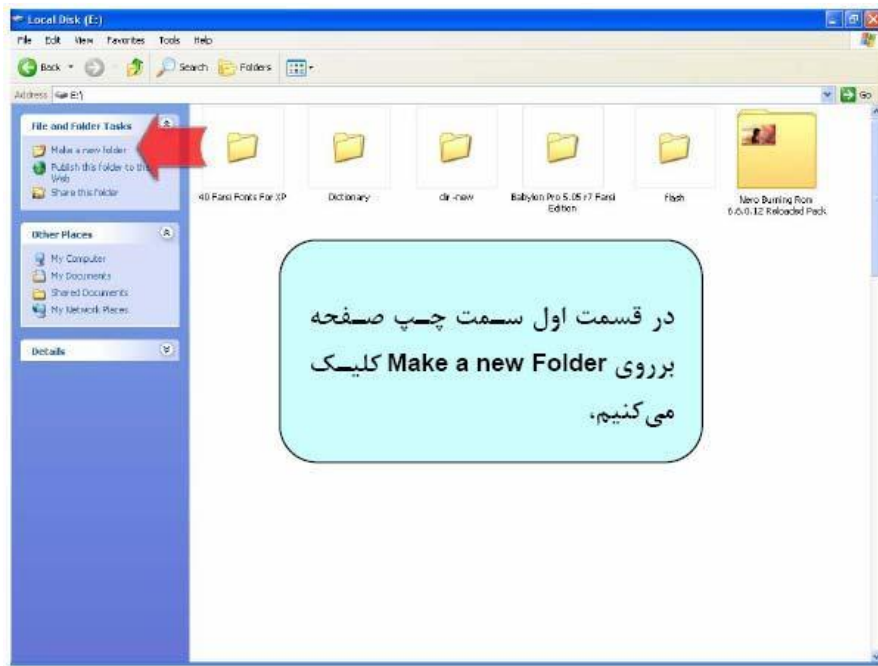 Local Disk (E:)
File Edit View Favorites Tools Help
Back Search Folders
Address E:\ Go
File and Folder Tasks
Make a new folder
Publish this folder to the
Web
Share this folder
Other Places
My Computer
My Documents
Shared Documents
My Network Places
Details
40 Farsi Fonts For XP
Dictionary
dir -new
Babylon Pro 5.05 r7 Farsi
Edition
flash
Nero Burning Rom
6.6.0.12 Reloaded Pack
در قسمت اول سـمت چـپ صـفحه
برروی Make a new Folder کلیـک
می‌کنیم،